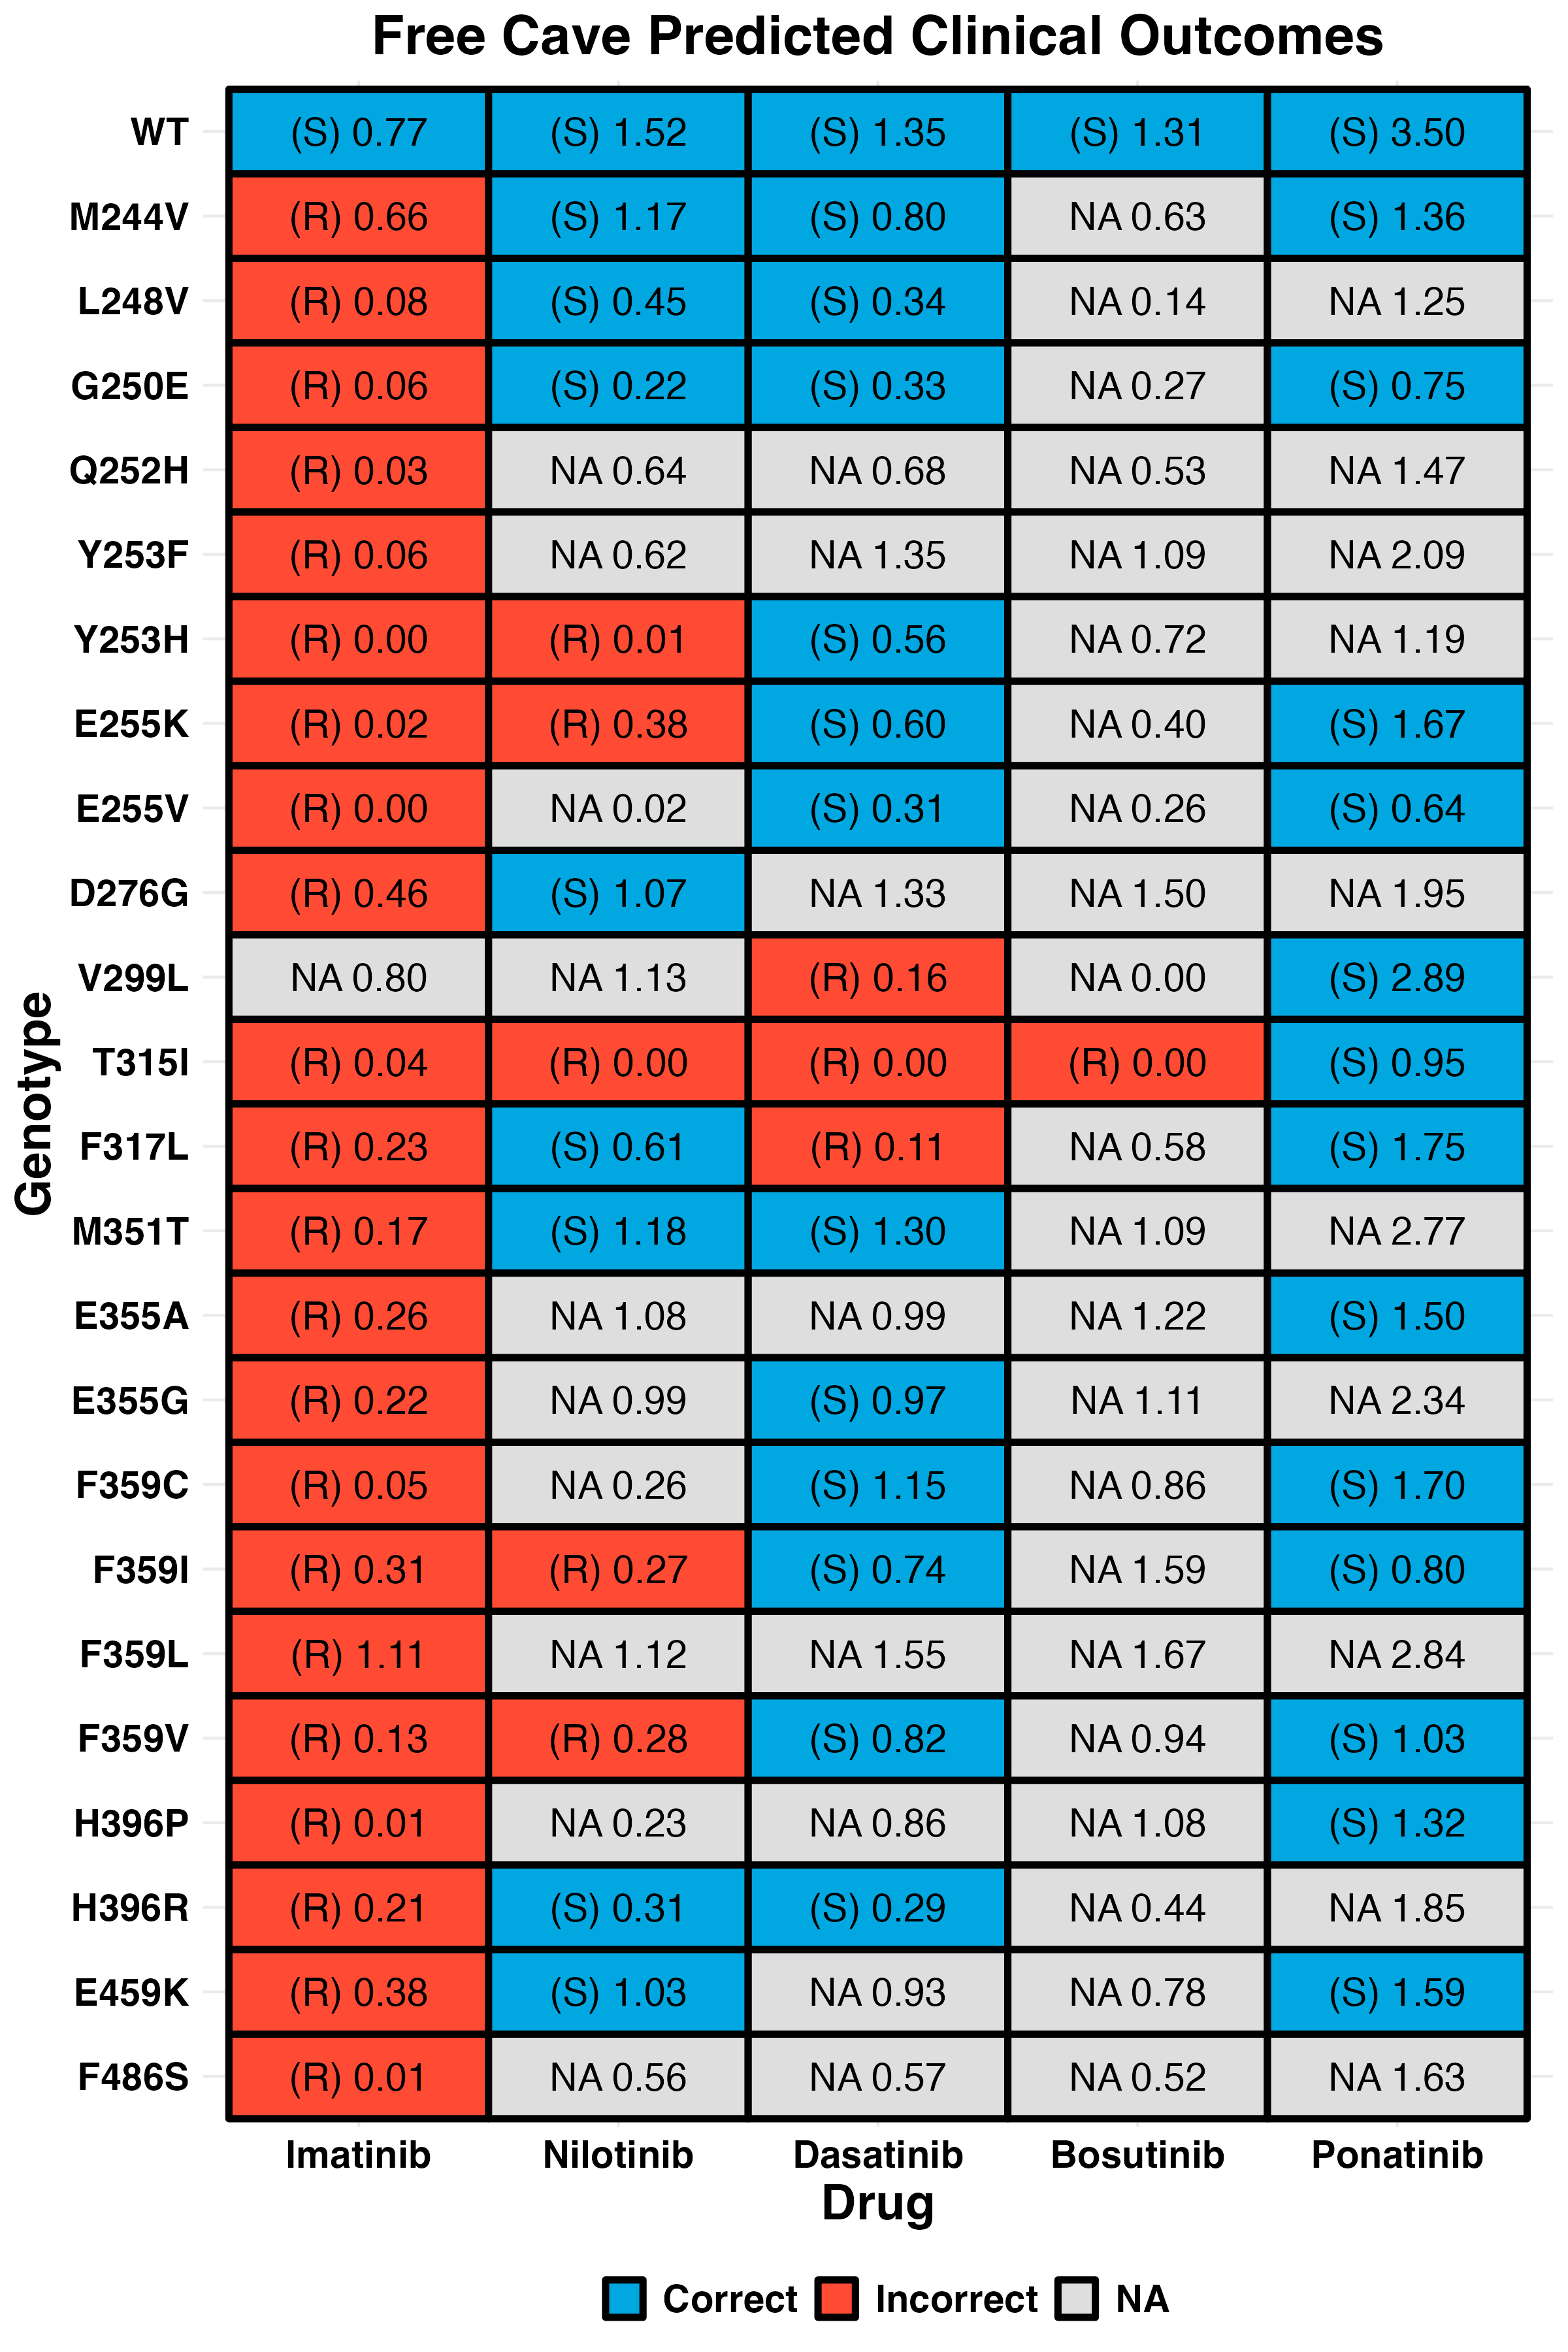 Free Cave Predicted Clinical Outcomes
WT (S) 0.77 (S) 1.52 (S) 1.35 (S) 1.31 (S) 3.50
M244V (R) 0.66 (S) 1.17 (S) 0.80 NA 0.63 (S) 1.36
L248V (R) 0.08 (S) 0.45 (S) 0.34 NA 0.14 NA 1.25
G250E (R) 0.06 (S) 0.22 (S) 0.33 NA 0.27 (S) 0.75
Q252H (R) 0.03 NA 0.64 NA 0.68 NA 0.53 NA 1.47
Y253F (R) 0.06 NA 0.62 NA 1.35 NA 1.09 NA 2.09
Y253H (R) 0.00 (R) 0.01 (S) 0.56 NA 0.72 NA 1.19
E255K (R) 0.02 (R) 0.38 (S) 0.60 NA 0.40 (S) 1.67
E255V (R) 0.00 NA 0.02 (S) 0.31 NA 0.26 (S) 0.64
D276G (R) 0.46 (S) 1.07 NA 1.33 NA 1.50 NA 1.95
V299L NA 0.80 NA 1.13 (R) 0.16 NA 0.00 (S) 2.89
T315I (R) 0.04 (R) 0.00 (R) 0.00 (R) 0.00 (S) 0.95
F317L (R) 0.23 (S) 0.61 (R) 0.11 NA 0.58 (S) 1.75
M351T (R) 0.17 (S) 1.18 (S) 1.30 NA 1.09 NA 2.77
E355A (R) 0.26 NA 1.08 NA 0.99 NA 1.22 (S) 1.50
E355G (R) 0.22 NA 0.99 (S) 0.97 NA 1.11 NA 2.34
F359C (R) 0.05 NA 0.26 (S) 1.15 NA 0.86 (S) 1.70
F359I (R) 0.31 (R) 0.27 (S) 0.74 NA 1.59 (S) 0.80
F359L (R) 1.11 NA 1.12 NA 1.55 NA 1.67 NA 2.84
F359V (R) 0.13 (R) 0.28 (S) 0.82 NA 0.94 (S) 1.03
H396P (R) 0.01 NA 0.23 NA 0.86 NA 1.08 (S) 1.32
H396R (R) 0.21 (S) 0.31 (S) 0.29 NA 0.44 NA 1.85
E459K (R) 0.38 (S) 1.03 NA 0.93 NA 0.78 (S) 1.59
F486S (R) 0.01 NA 0.56 NA 0.57 NA 0.52 NA 1.63
Genotype
Imatinib Nilotinib Dasatinib Bosutinib Ponatinib
Drug
Correct Incorrect NA